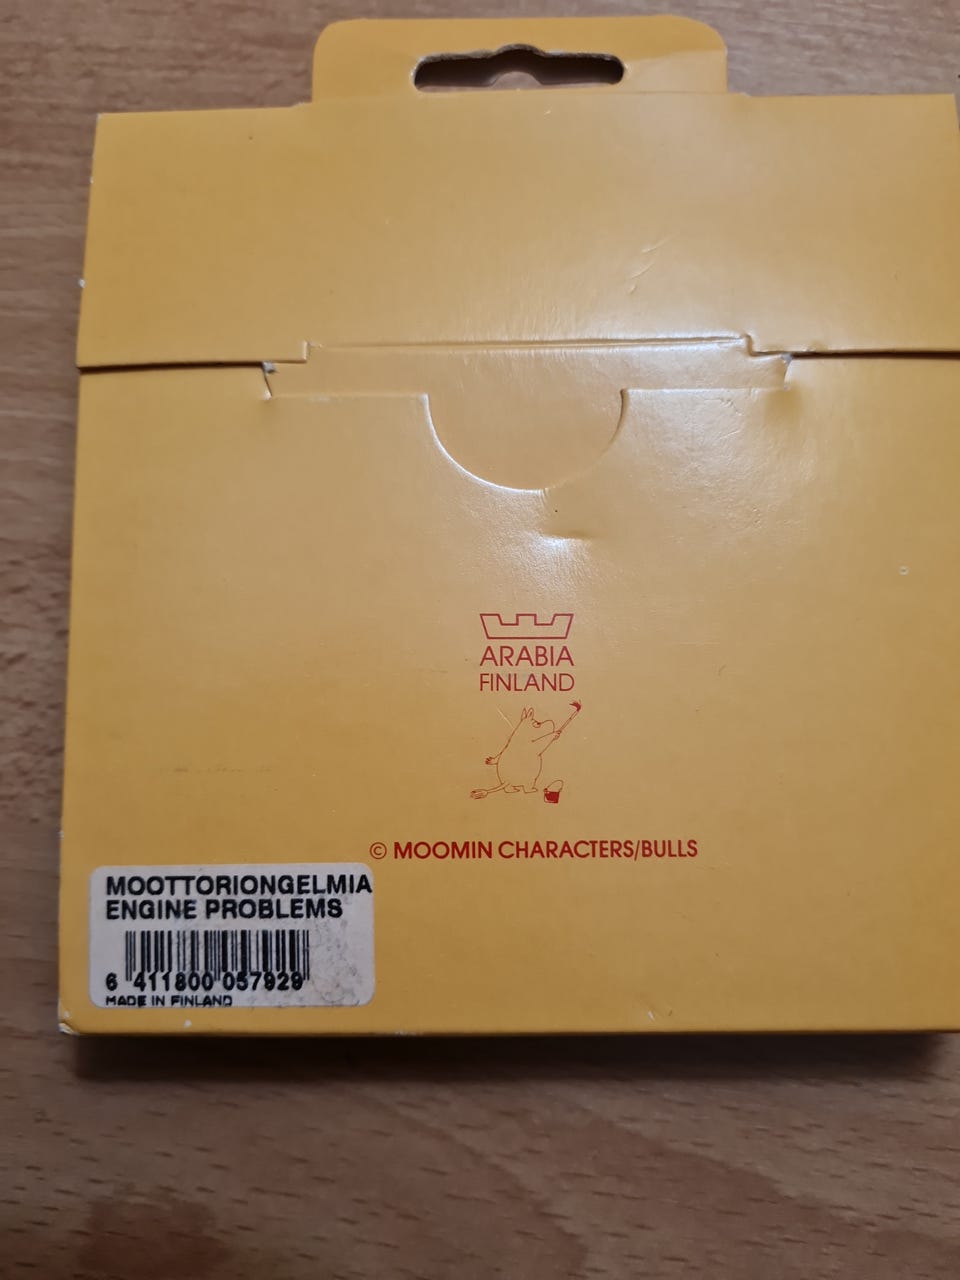 ARABIA
FINLAND
© MOOMIN CHARACTERS/BULLS
MOOTTORIONGELMIA
ENGINE PROBLEMS
6 411800 057929
MADE IN FINLAND